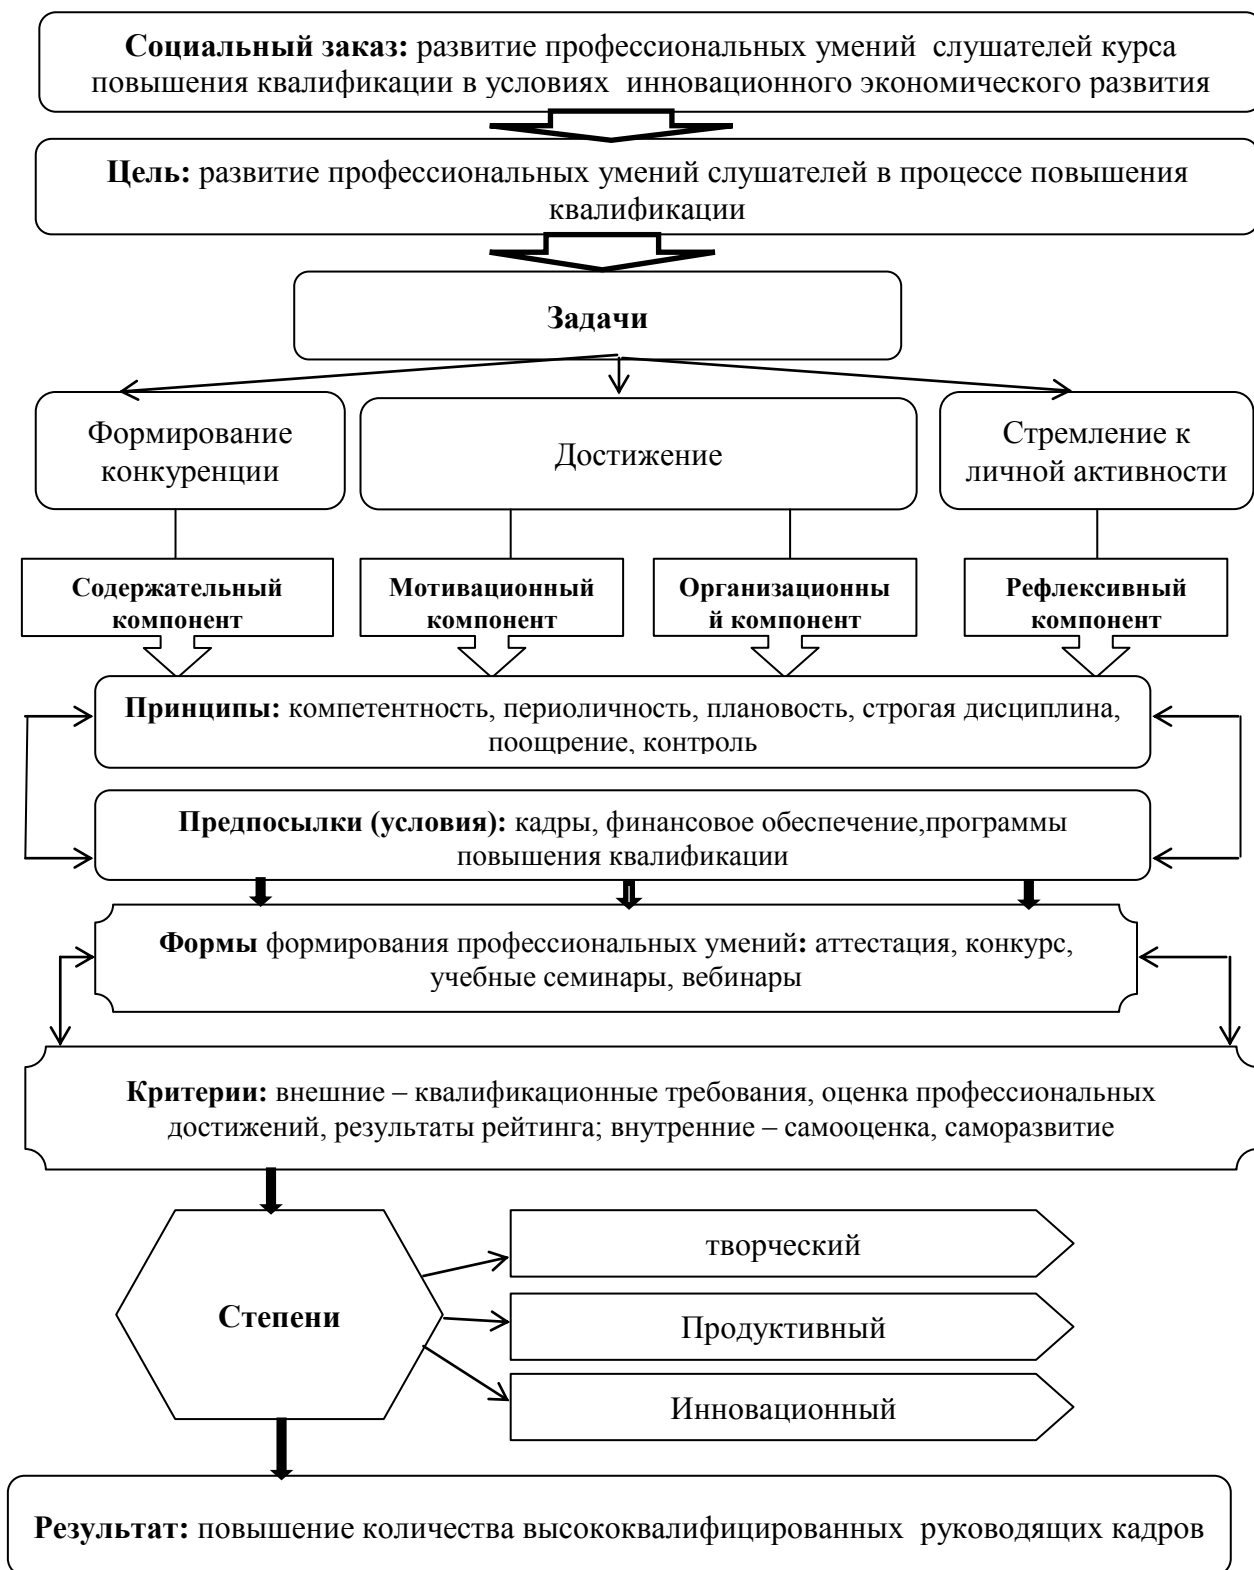 Социальный заказ: развитие профессиональных умений слушателей курса
повышения квалификации в условиях инновационного экономического развития
Цель: развитие профессиональных умений слушателей в процессе повышения
квалификации
Задачи
Формирование
конкуренции
Достижение
Стремление к
личной активности
Содержательный
компонент
Мотивационный
компонент
Организационны
й компонент
Рефлексивный
компонент
Принципы: компетентность, периоличность, плановость, строгая дисциплина,
поощрение, контроль
Предпосылки (условия): кадры, финансовое обеспечение,программы
повышения квалификации
Формы формирования профессиональных умений: аттестация, конкурс,
учебные семинары, вебинары
Критерии: внешние – квалификационные требования, оценка профессиональных
достижений, результаты рейтинга; внутренние – самооценка, саморазвитие
Степени
творческий
Продуктивный
Инновационный
Результат: повышение количества высококвалифицированных руководящих кадров